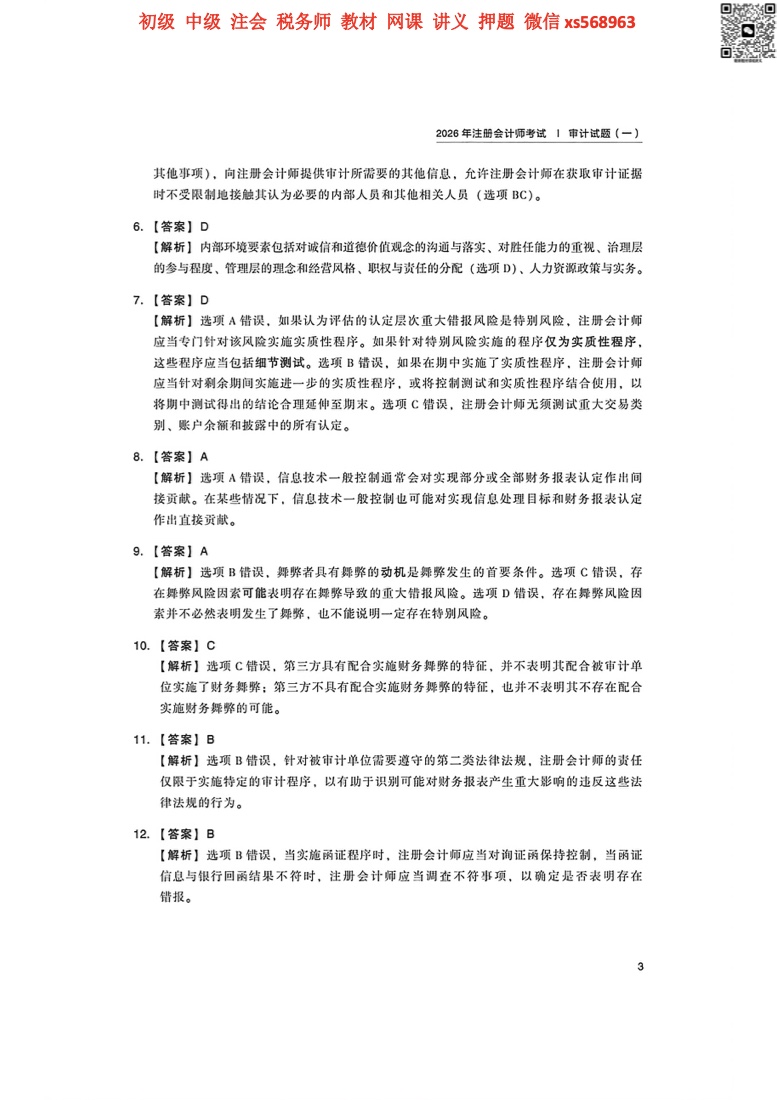 初级 中级 注会 税务师 教材 网课 讲义 押题 微信 xs568963
2026 年注册会计师考试 | 审计试题（一）
其他事项），向注册会计师提供审计所需要的其他信息，允许注册会计师在获取审计证据
时不受限制地接触其认为必要的内部人员和其他相关人员（选项 BC）。
6. 【答案】D
【解析】内部环境要素包括对诚信和道德价值观念的沟通与落实、对胜任能力的重视、治理层
的参与程度、管理层的理念和经营风格、职权与责任的分配（选项 D）、人力资源政策与实务。
7. 【答案】D
【解析】选项 A 错误，如果认为评估的认定层次重大错报风险是特别风险，注册会计师
应当专门针对该风险实施实质性程序。如果针对特别风险实施的程序仅为实质性程序，
这些程序应当包括细节测试。选项 B 错误，如果在期中实施了实质性程序，注册会计师
应当针对剩余期间实施进一步的实质性程序，或将控制测试和实质性程序结合使用，以
将期中测试得出的结论合理延伸至期末。选项 C 错误，注册会计师无须测试重大交易类
别、账户余额和披露中的所有认定。
8. 【答案】A
【解析】选项 A 错误，信息技术一般控制通常会对实现部分或全部财务报表认定作出间
接贡献。在某些情况下，信息技术一般控制也可能对实现信息处理目标和财务报表认定
作出直接贡献。
9. 【答案】A
【解析】选项 B 错误，舞弊者具有舞弊的动机是舞弊发生的首要条件。选项 C 错误，存
在舞弊风险因素可能表明存在舞弊导致的重大错报风险。选项 D 错误，存在舞弊风险因
素并不必然表明发生了舞弊，也不能说明一定存在特别风险。
10. 【答案】C
【解析】选项 C 错误，第三方具有配合实施财务舞弊的特征，并不表明其配合被审计单
位实施了财务舞弊；第三方不具有配合实施财务舞弊的特征，也并不表明其不存在配合
实施财务舞弊的可能。
11. 【答案】B
【解析】选项 B 错误，针对被审计单位需要遵守的第二类法律法规，注册会计师的责任
仅限于实施特定的审计程序，以有助于识别可能对财务报表产生重大影响的违反这些法
律法规的行为。
12. 【答案】B
【解析】选项 B 错误，当实施函证程序时，注册会计师应当对询证函保持控制，当函证
信息与银行回函结果不符时，注册会计师应当调查不符事项，以确定是否表明存在
错报。
3